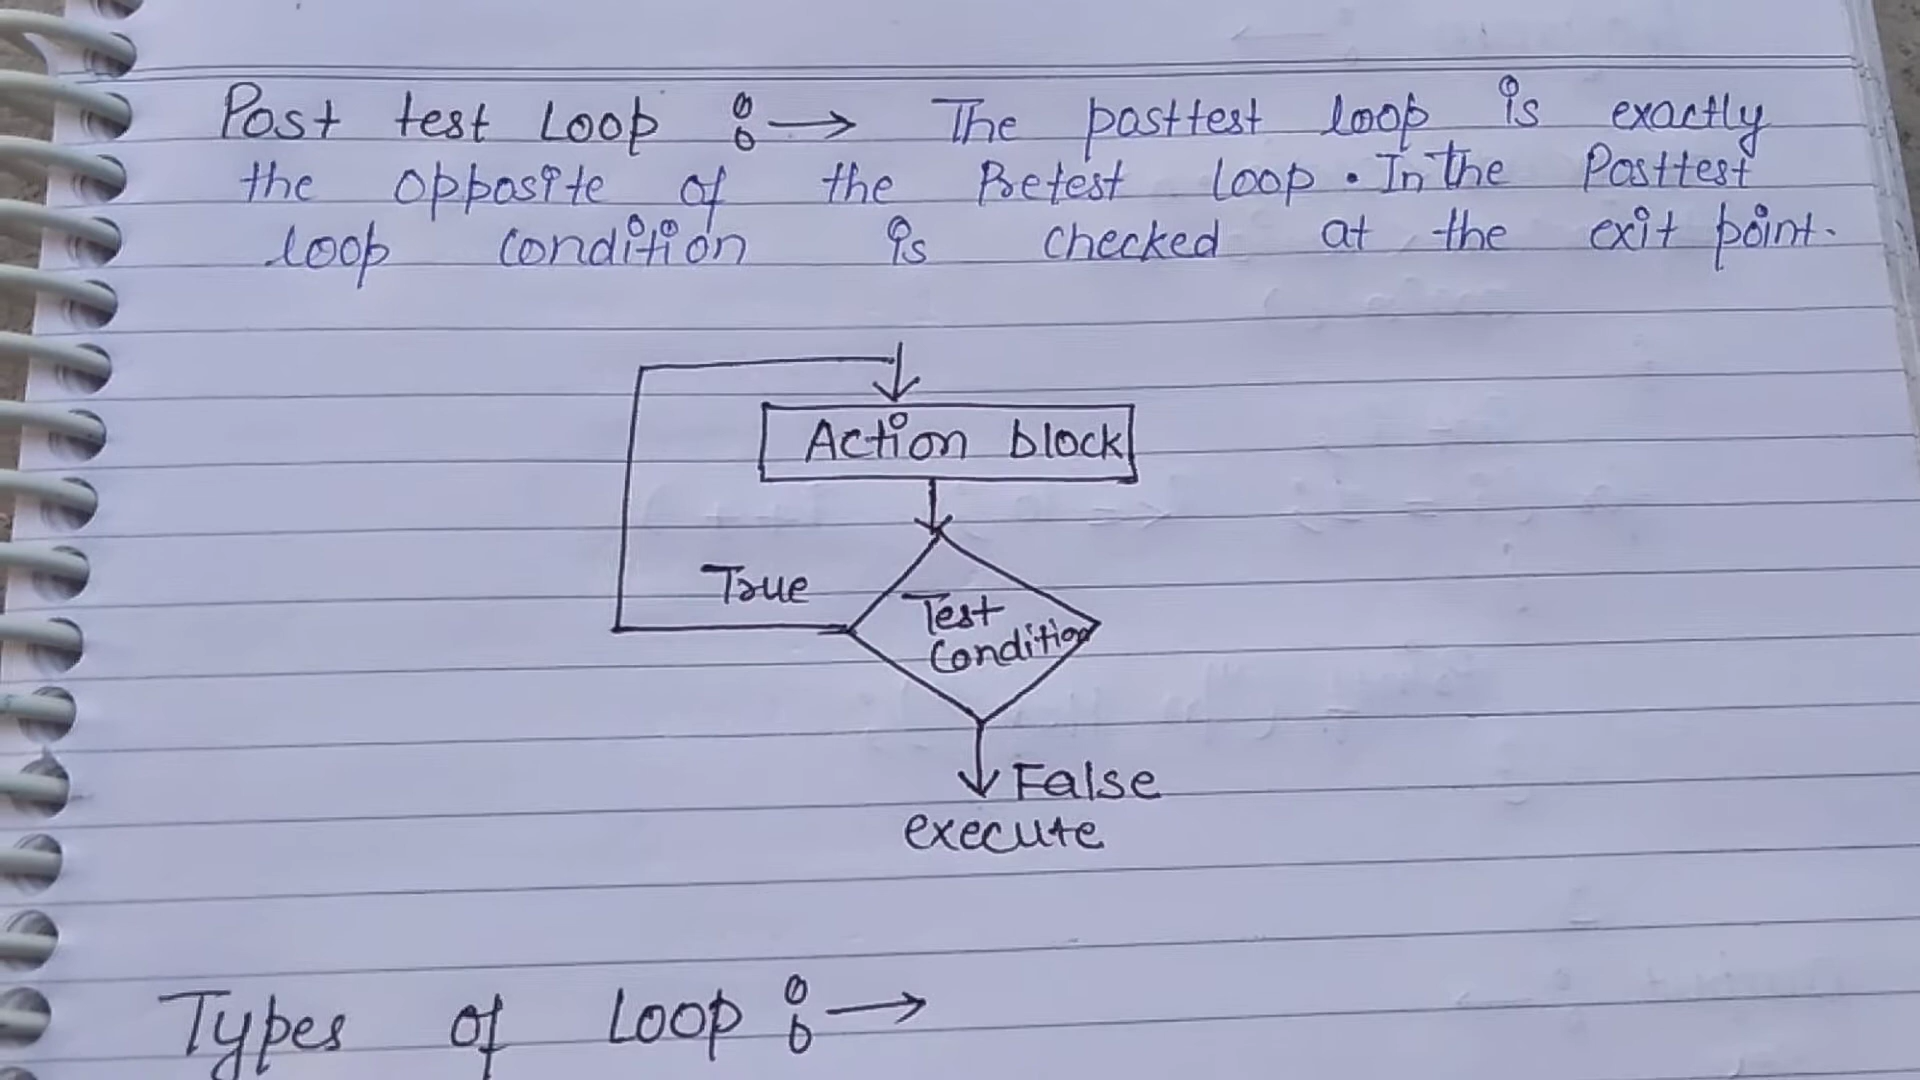 Post test Loop :→ The posttest loop is exactly
the opposite of the Pretest loop. In the Posttest
loop condition is checked at the exit point.
Action block
True
Test
Condition
False
execute
Types of Loop :→